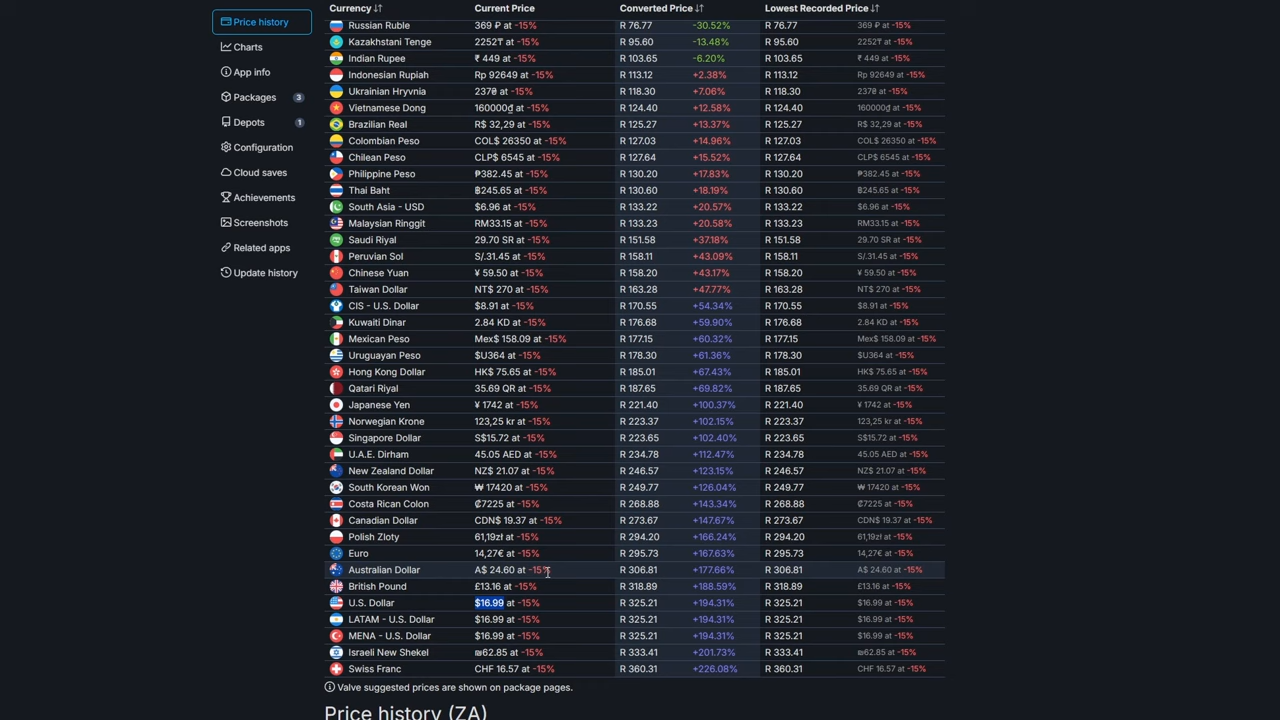 Price history
Charts
App info
Packages 3
Depots 1
Configuration
Cloud saves
Achievements
Screenshots
Related apps
Update history
Currency Current Price Converted Price Lowest Recorded Price
Russian Ruble 369 ₽ at -15% R 76.77 -30.52% R 76.77 369 ₽ at -15%
Kazakhstani Tenge 2252₸ at -15% R 95.60 -13.48% R 95.60 2252₸ at -15%
Indian Rupee ₹ 449 at -15% R 103.65 -6.20% R 103.65 ₹ 449 at -15%
Indonesian Rupiah Rp 92649 at -15% R 113.12 +2.38% R 113.12 Rp 92649 at -15%
Ukrainian Hryvnia 237₴ at -15% R 118.30 +7.06% R 118.30 237₴ at -15%
Vietnamese Dong 160000₫ at -15% R 124.40 +12.58% R 124.40 160000₫ at -15%
Brazilian Real R$ 32,29 at -15% R 125.27 +13.37% R 125.27 R$ 32,29 at -15%
Colombian Peso COL$ 26350 at -15% R 127.03 +14.96% R 127.03 COL$ 26350 at -15%
Chilean Peso CLP$ 6545 at -15% R 127.64 +15.52% R 127.64 CLP$ 6545 at -15%
Philippine Peso ₱382.45 at -15% R 130.20 +17.83% R 130.20 ₱382.45 at -15%
Thai Baht ฿245.65 at -15% R 130.60 +18.19% R 130.60 ฿245.65 at -15%
South Asia - USD $6.96 at -15% R 133.22 +20.57% R 133.22 $6.96 at -15%
Malaysian Ringgit RM33.15 at -15% R 133.23 +20.58% R 133.23 RM33.15 at -15%
Saudi Riyal 29.70 SR at -15% R 151.58 +37.18% R 151.58 29.70 SR at -15%
Peruvian Sol S/.31.45 at -15% R 158.11 +43.09% R 158.11 S/.31.45 at -15%
Chinese Yuan ¥ 59.50 at -15% R 158.20 +43.17% R 158.20 ¥ 59.50 at -15%
Taiwan Dollar NT$ 270 at -15% R 163.28 +47.77% R 163.28 NT$ 270 at -15%
CIS - U.S. Dollar $8.91 at -15% R 170.55 +54.34% R 170.55 $8.91 at -15%
Kuwaiti Dinar 2.84 KD at -15% R 176.68 +59.90% R 176.68 2.84 KD at -15%
Mexican Peso Mex$ 158.09 at -15% R 177.15 +60.32% R 177.15 Mex$ 158.09 at -15%
Uruguayan Peso $U364 at -15% R 178.30 +61.36% R 178.30 $U364 at -15%
Hong Kong Dollar HK$ 75.65 at -15% R 185.01 +67.43% R 185.01 HK$ 75.65 at -15%
Qatari Riyal 35.69 QR at -15% R 187.65 +69.82% R 187.65 35.69 QR at -15%
Japanese Yen ¥ 1742 at -15% R 221.40 +100.37% R 221.40 ¥ 1742 at -15%
Norwegian Krone 123,25 kr at -15% R 223.37 +102.15% R 223.37 123,25 kr at -15%
Singapore Dollar S$15.72 at -15% R 223.65 +102.40% R 223.65 S$15.72 at -15%
U.A.E. Dirham 45.05 AED at -15% R 234.78 +112.47% R 234.78 45.05 AED at -15%
New Zealand Dollar NZ$ 21.07 at -15% R 246.57 +123.15% R 246.57 NZ$ 21.07 at -15%
South Korean Won ₩ 17420 at -15% R 249.77 +126.04% R 249.77 ₩ 17420 at -15%
Costa Rican Colon ₡7225 at -15% R 268.88 +143.34% R 268.88 ₡7225 at -15%
Canadian Dollar CDN$ 19.37 at -15% R 273.67 +147.67% R 273.67 CDN$ 19.37 at -15%
Polish Zloty 61,19zł at -15% R 294.20 +166.24% R 294.20 61,19zł at -15%
Euro 14,27€ at -15% R 295.73 +167.63% R 295.73 14,27€ at -15%
Australian Dollar A$ 24.60 at -15% R 306.81 +177.66% R 306.81 A$ 24.60 at -15%
British Pound £13.16 at -15% R 318.89 +188.59% R 318.89 £13.16 at -15%
U.S. Dollar $16.99 at -15% R 325.21 +194.31% R 325.21 $16.99 at -15%
LATAM - U.S. Dollar $16.99 at -15% R 325.21 +194.31% R 325.21 $16.99 at -15%
MENA - U.S. Dollar $16.99 at -15% R 325.21 +194.31% R 325.21 $16.99 at -15%
Israeli New Shekel ₪62.85 at -15% R 333.41 +201.73% R 333.41 ₪62.85 at -15%
Swiss Franc CHF 16.57 at -15% R 360.31 +226.08% R 360.31 CHF 16.57 at -15%
Valve suggested prices are shown on package pages.
Price history (ZA)